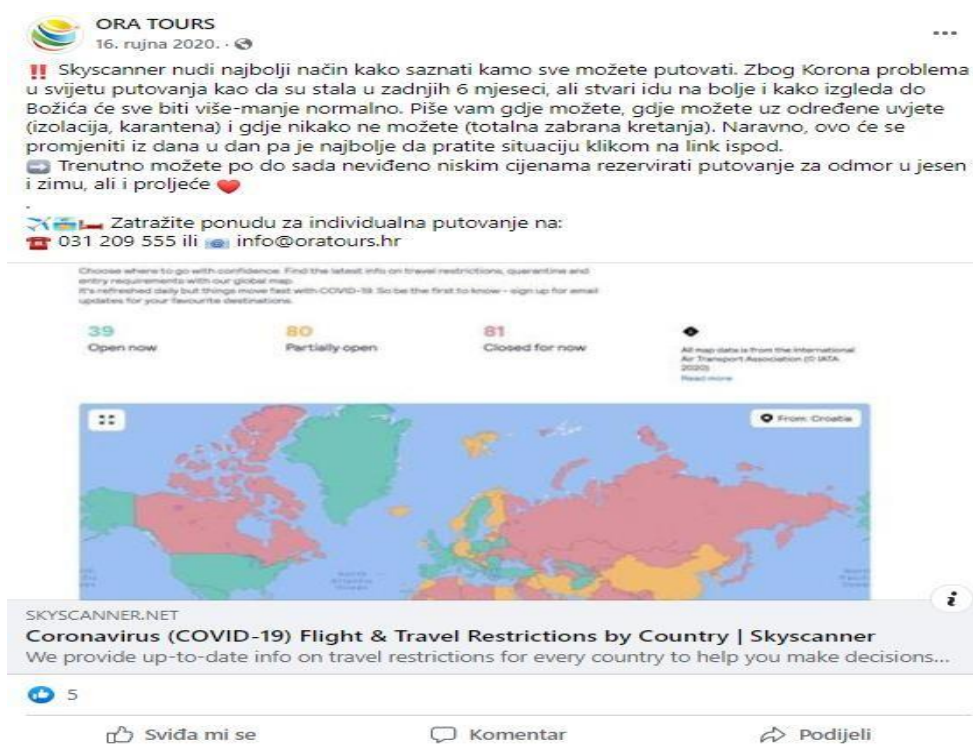 ORA TOURS
16. rujna 2020. ·
‼ Skyscanner nudi najbolji način kako saznati kamo sve možete putovati. Zbog Korona problema
u svijetu putovanja kao da su stala u zadnjih 6 mjeseci, ali stvari idu na bolje i kako izgleda do
Božića će sve biti više-manje normalno. Piše vam gdje možete, gdje možete uz određene uvjete
(izolacija, karantena) i gdje nikako ne možete (totalna zabrana kretanja). Naravno, ovo će se
promjeniti iz dana u dan pa je najbolje da pratite situaciju klikom na link ispod.
➡ Trenutno možete po do sada neviđeno niskim cijenama rezervirati putovanje za odmor u jesen
i zimu, ali i proljeće ❤
.
Zatražite ponudu za individualna putovanje na:
☎ 031 209 555 ili 📧 info@oratours.hr
Choose where to go with confidence. Find the latest info on travel restrictions, quarantine and
entry requirements with our global map.
It's refreshed daily but things move fast with COVID-19. So be the first to know - sign up for email
updates for your favourite destinations.
39
Open now
80
Partially open
81
Closed for now
All map data is from the International
Air Transport Association (© IATA
2020)
Read more
From: Croatia
North
Atlantic
Ocean
SKYSCANNER.NET
Coronavirus (COVID-19) Flight & Travel Restrictions by Country | Skyscanner
We provide up-to-date info on travel restrictions for every country to help you make decisions...
5
Sviđa mi se
Komentar
Podijeli